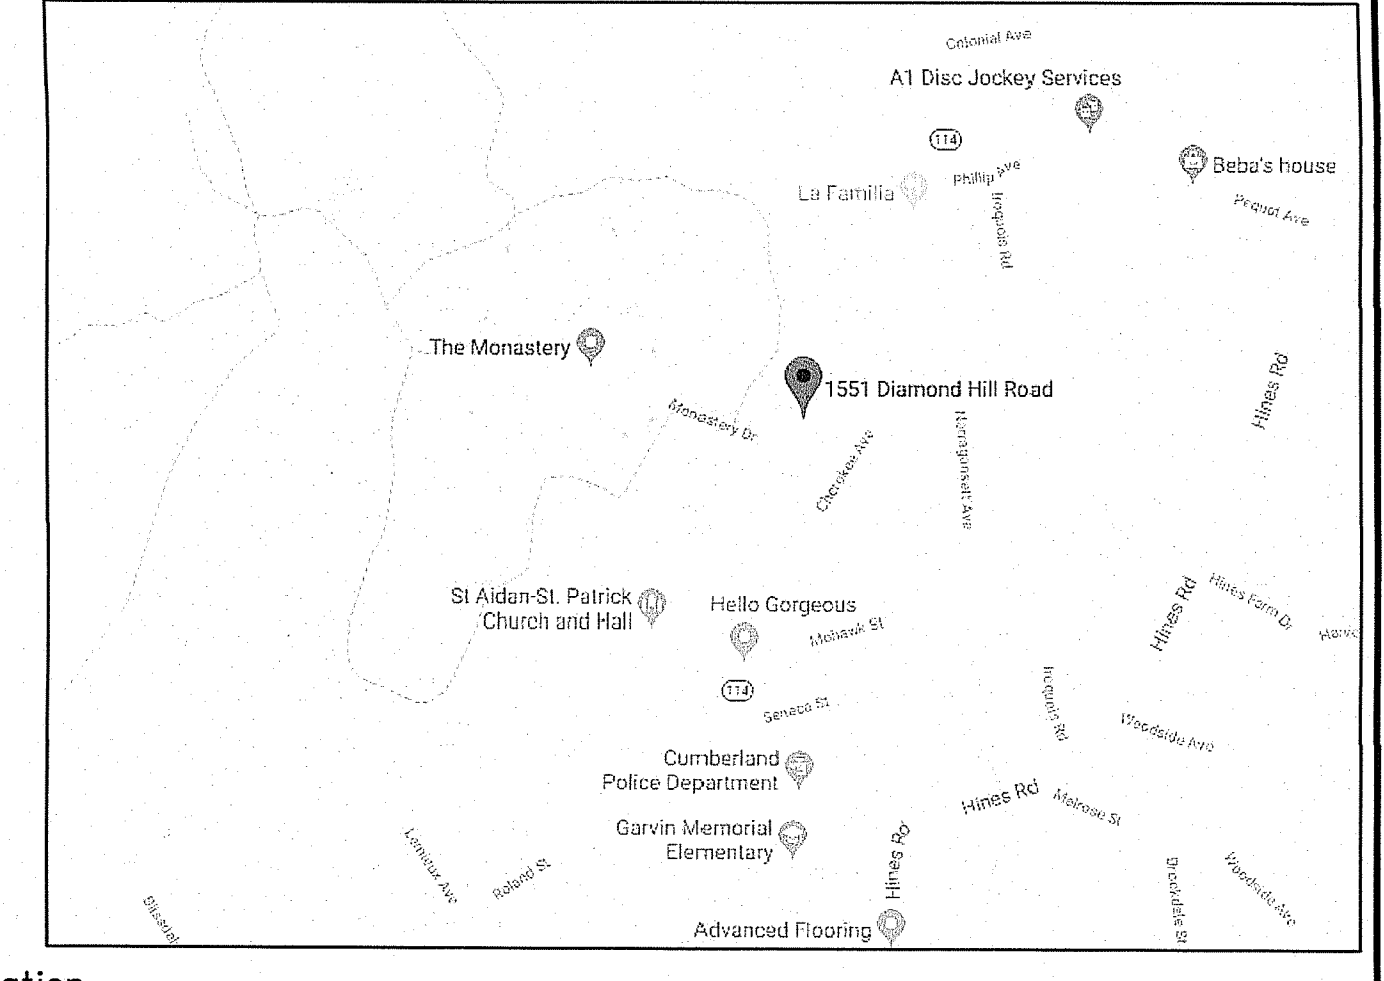 Colonial Ave
A1 Disc Jockey Services
114
Beba's house
Phillip Ave
La Familia
Iroquois Rd
Pequot Ave
The Monastery
1551 Diamond Hill Road
Hines Rd
Monastery Dr
Cherokee Ave
Narragansett Ave
St Aidan-St. Patrick
Church and Hall
Hello Gorgeous
Mohawk St
Hines Rd
Hines Farm Dr
114
Seneca St
Iroquois Rd
Woodside Ave
Cumberland
Police Department
Hines Rd
Melrose St
Garvin Memorial
Elementary
Hines Rd
Lemieux Ave
Roland St
Brookdale St
Woodside Ave
Advanced Flooring